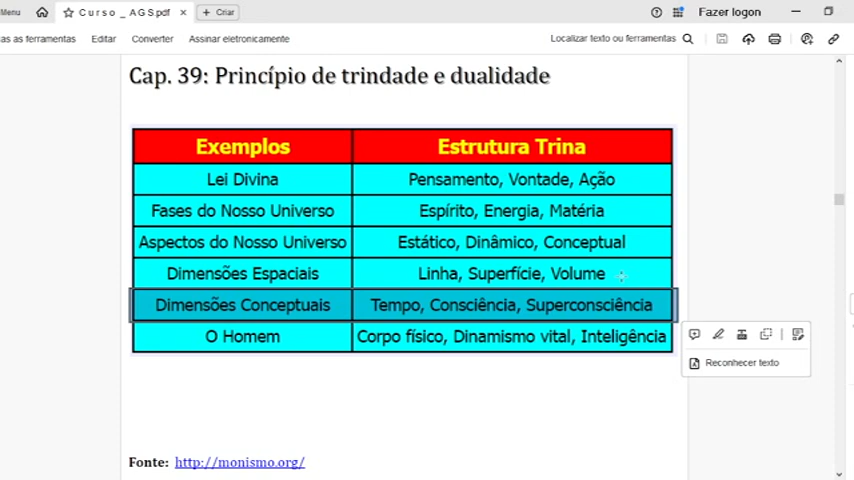 Menu
C u r s o _ A G S.pdf
×
+ Criar
Fazer logon
as as ferramentas
Editar
Converter
Assinar eletronicamente
Localizar texto ou ferramentas
Cap. 39: Princípio de trindade e dualidade
Exemplos Estrutura Trina
Lei Divina Pensamento, Vontade, Ação
Fases do Nosso Universo Espírito, Energia, Matéria
Aspectos do Nosso Universo Estático, Dinâmico, Conceptual
Dimensões Espaciais Linha, Superfície, Volume
Dimensões Conceptuais Tempo, Consciência, Superconsciência
O Homem Corpo físico, Dinamismo vital, Inteligência
Reconhecer texto
Fonte: http://monismo.org/